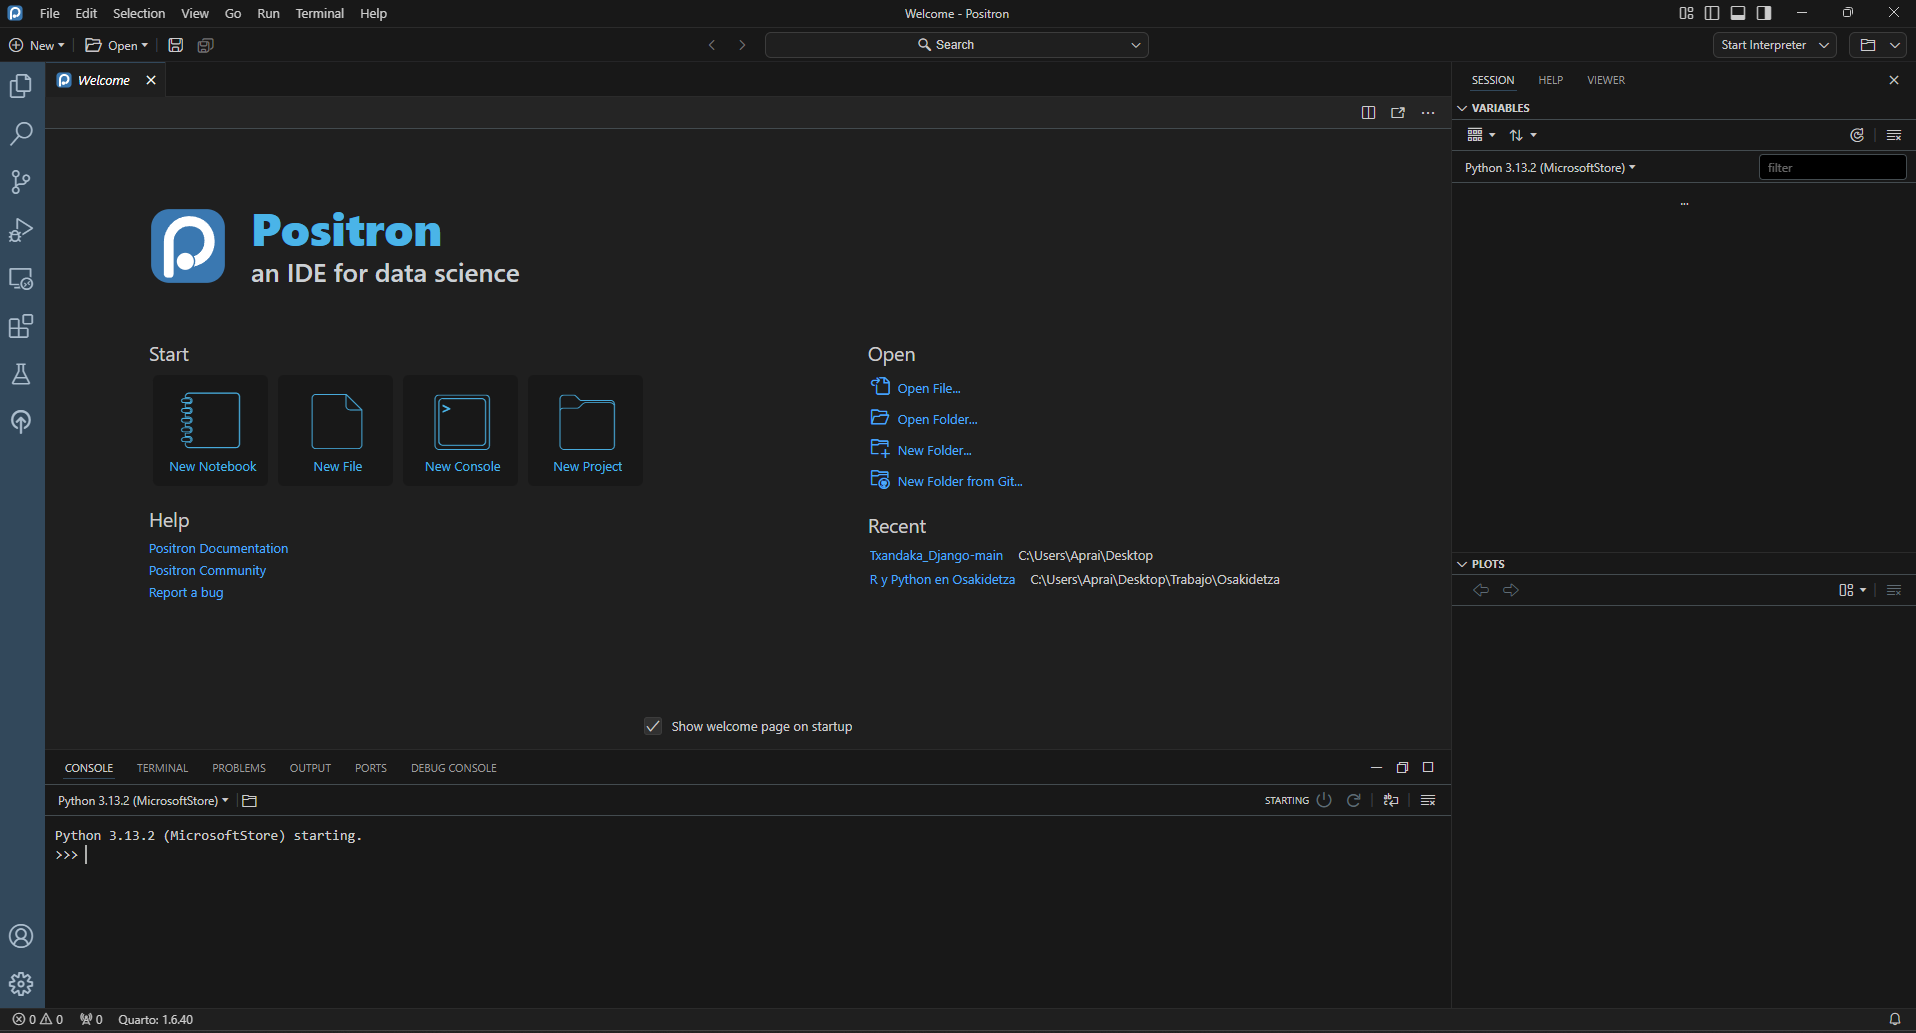 File Edit Selection View Go Run Terminal Help
Welcome - Positron
New Open
Search
Start Interpreter
Welcome
Positron
an IDE for data science
Start
New Notebook New File New Console New Project
Help
Positron Documentation
Positron Community
Report a bug
Open
Open File...
Open Folder...
New Folder...
New Folder from Git...
Recent
Txandaka_Django-main C:\Users\Aprai\Desktop
R y Python en Osakidetza C:\Users\Aprai\Desktop\Trabajo\Osakidetza
Show welcome page on startup
SESSION HELP VIEWER
VARIABLES
Python 3.13.2 (MicrosoftStore) filter
...
PLOTS
CONSOLE TERMINAL PROBLEMS OUTPUT PORTS DEBUG CONSOLE
Python 3.13.2 (MicrosoftStore) STARTING
Python 3.13.2 (MicrosoftStore) starting.
>>>
0 0 0 Quarto: 1.6.40